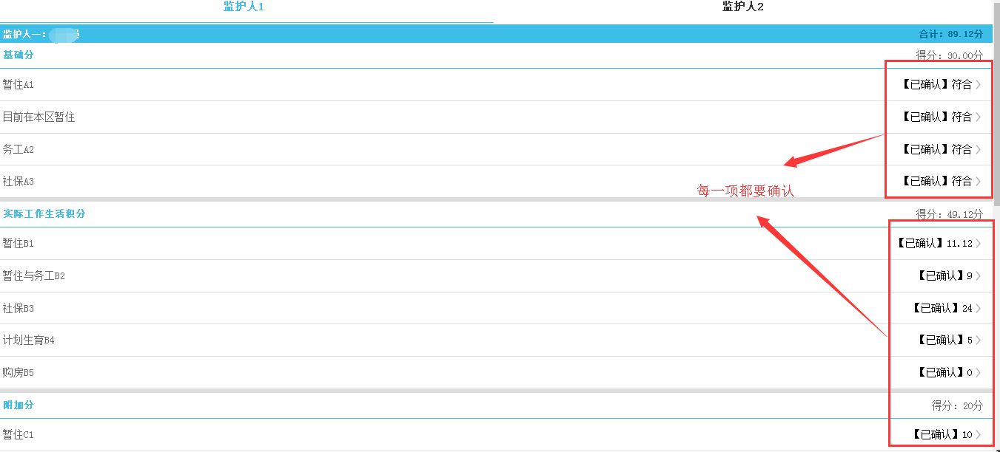 监护人1
监护人2
监护人一：
合计：89.12分
基础分
得分：30.00分
暂住A1
【已确认】符合
目前在本区暂住
【已确认】符合
务工A2
【已确认】符合
社保A3
【已确认】符合
每一项都要确认
实际工作生活积分
得分：49.12分
暂住B1
【已确认】11.12
暂住与务工B2
【已确认】9
社保B3
【已确认】24
计划生育B4
【已确认】5
购房B5
【已确认】0
附加分
得分：20分
暂住C1
【已确认】10